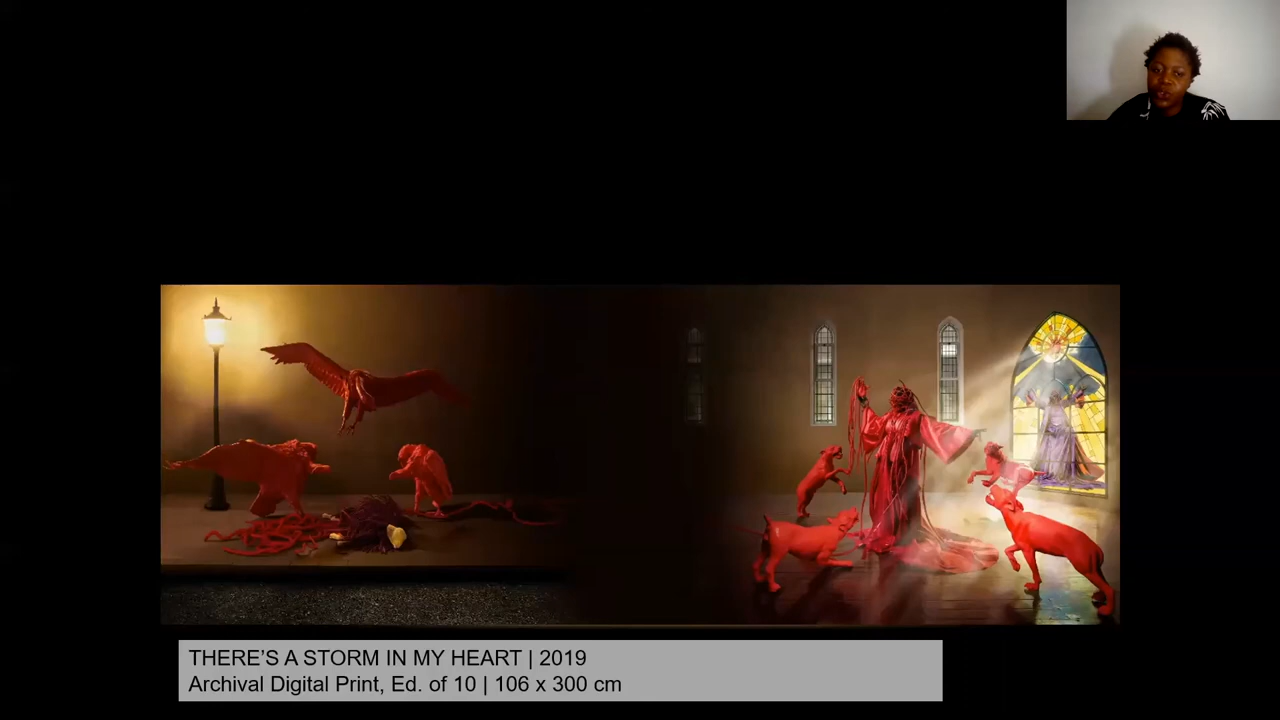 THERE’S A STORM IN MY HEART | 2019
Archival Digital Print, Ed. of 10 | 106 x 300 cm